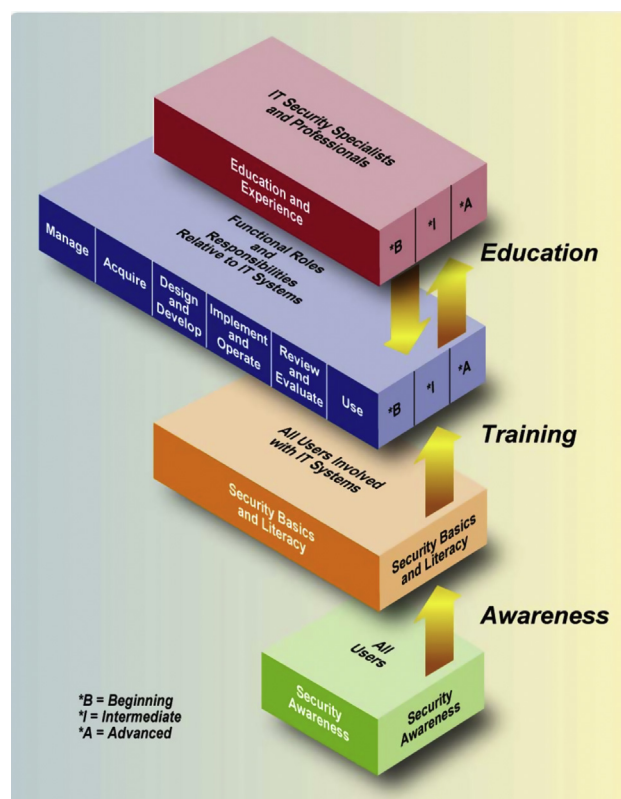 IT Security Specialists
and Professionals
Education and
Experience
*B
*I
*A
Education
Functional Roles
and
Responsibilities
Relative to IT Systems
Manage
Acquire
Design
and
Develop
Implement
and
Operate
Review
and
Evaluate
Use
*B
*I
*A
Training
All Users Involved
with IT Systems
Security Basics
and Literacy
Security Basics
and Literacy
Awareness
All
Users
Security
Awareness
Security
Awareness
*B = Beginning
*I = Intermediate
*A = Advanced